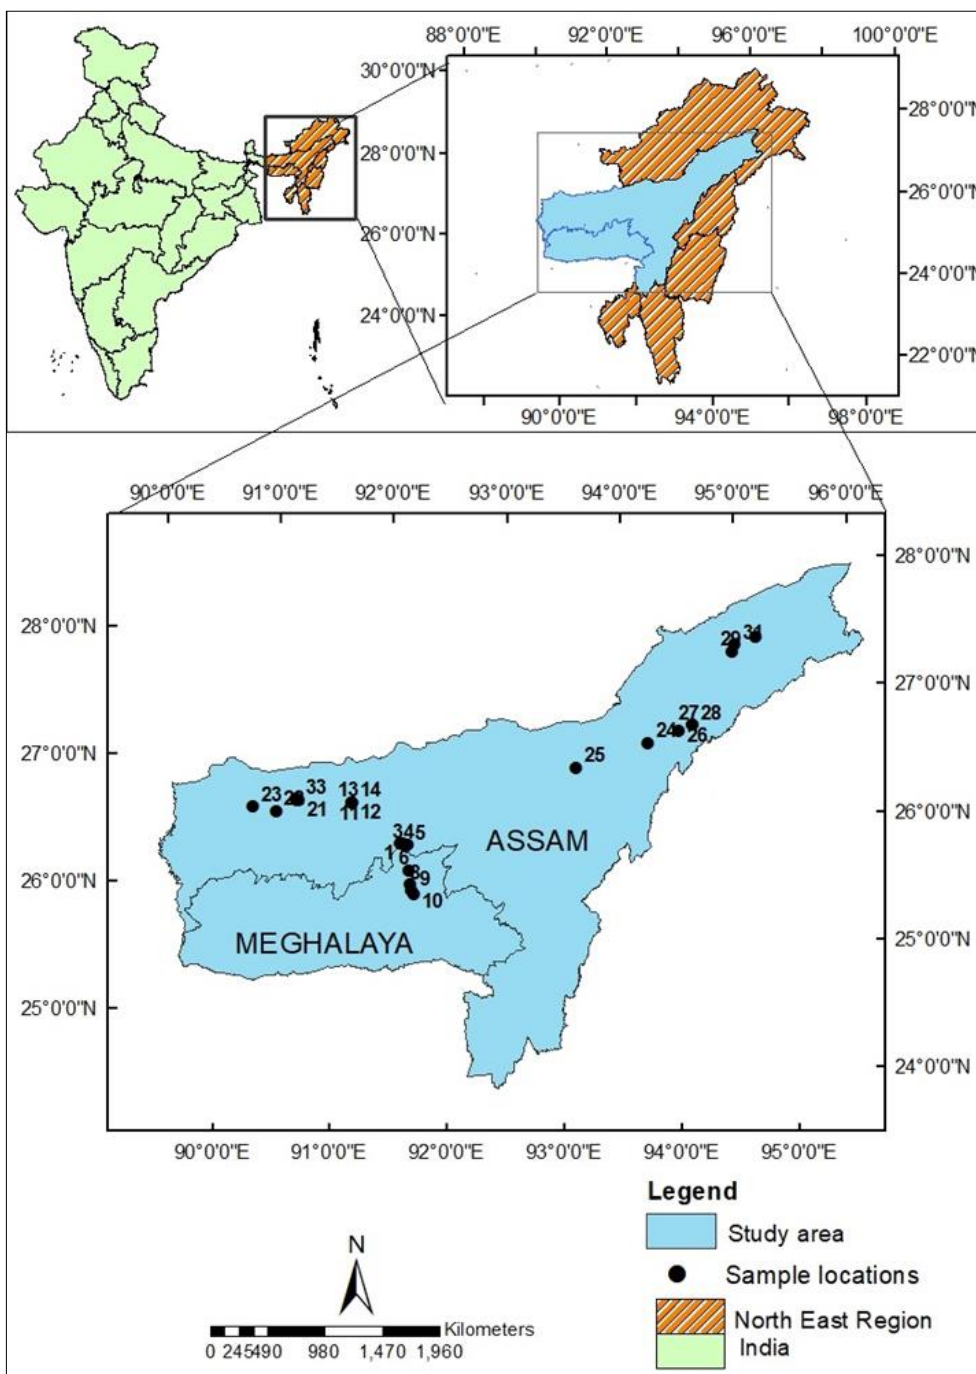 88°0'0"E 92°0'0"E 96°0'0"E 100°0'0"E
30°0'0"N
28°0'0"N
28°0'0"N
26°0'0"N
26°0'0"N
24°0'0"N
24°0'0"N
22°0'0"N
90°0'0"E 94°0'0"E 98°0'0"E
90°0'0"E 91°0'0"E 92°0'0"E 93°0'0"E 94°0'0"E 95°0'0"E 96°0'0"E
28°0'0"N
28°0'0"N
29 31
27°0'0"N
27 28
24 26
27°0'0"N
25
23 33
13 14
21
11 12
26°0'0"N
3 4 5
ASSAM
1 6
26°0'0"N
8 9
10
MEGHALAYA
25°0'0"N
25°0'0"N
24°0'0"N
90°0'0"E 91°0'0"E 92°0'0"E 93°0'0"E 94°0'0"E 95°0'0"E
Legend
Study area
Sample locations
North East Region
India
N
Kilometers
0 245490 980 1,470 1,960